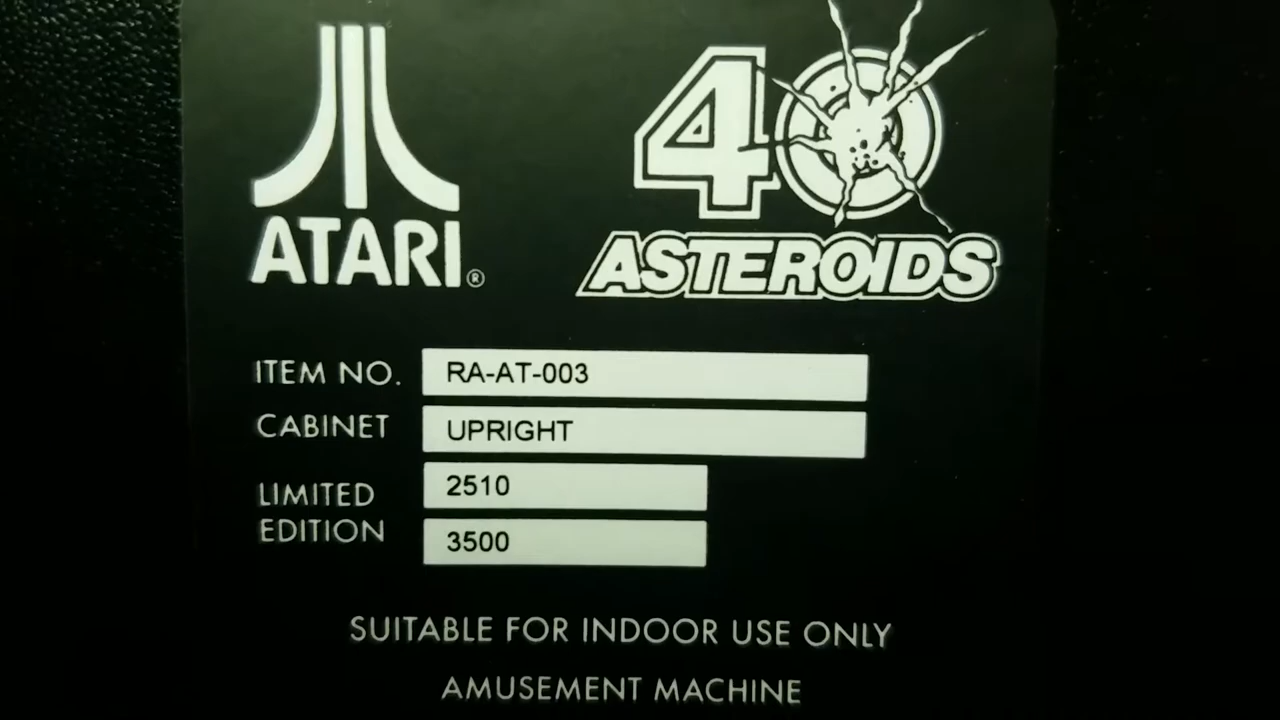 ATARI®
40
ASTEROIDS
ITEM NO. RA-AT-003
CABINET UPRIGHT
LIMITED EDITION 2510
3500
SUITABLE FOR INDOOR USE ONLY
AMUSEMENT MACHINE